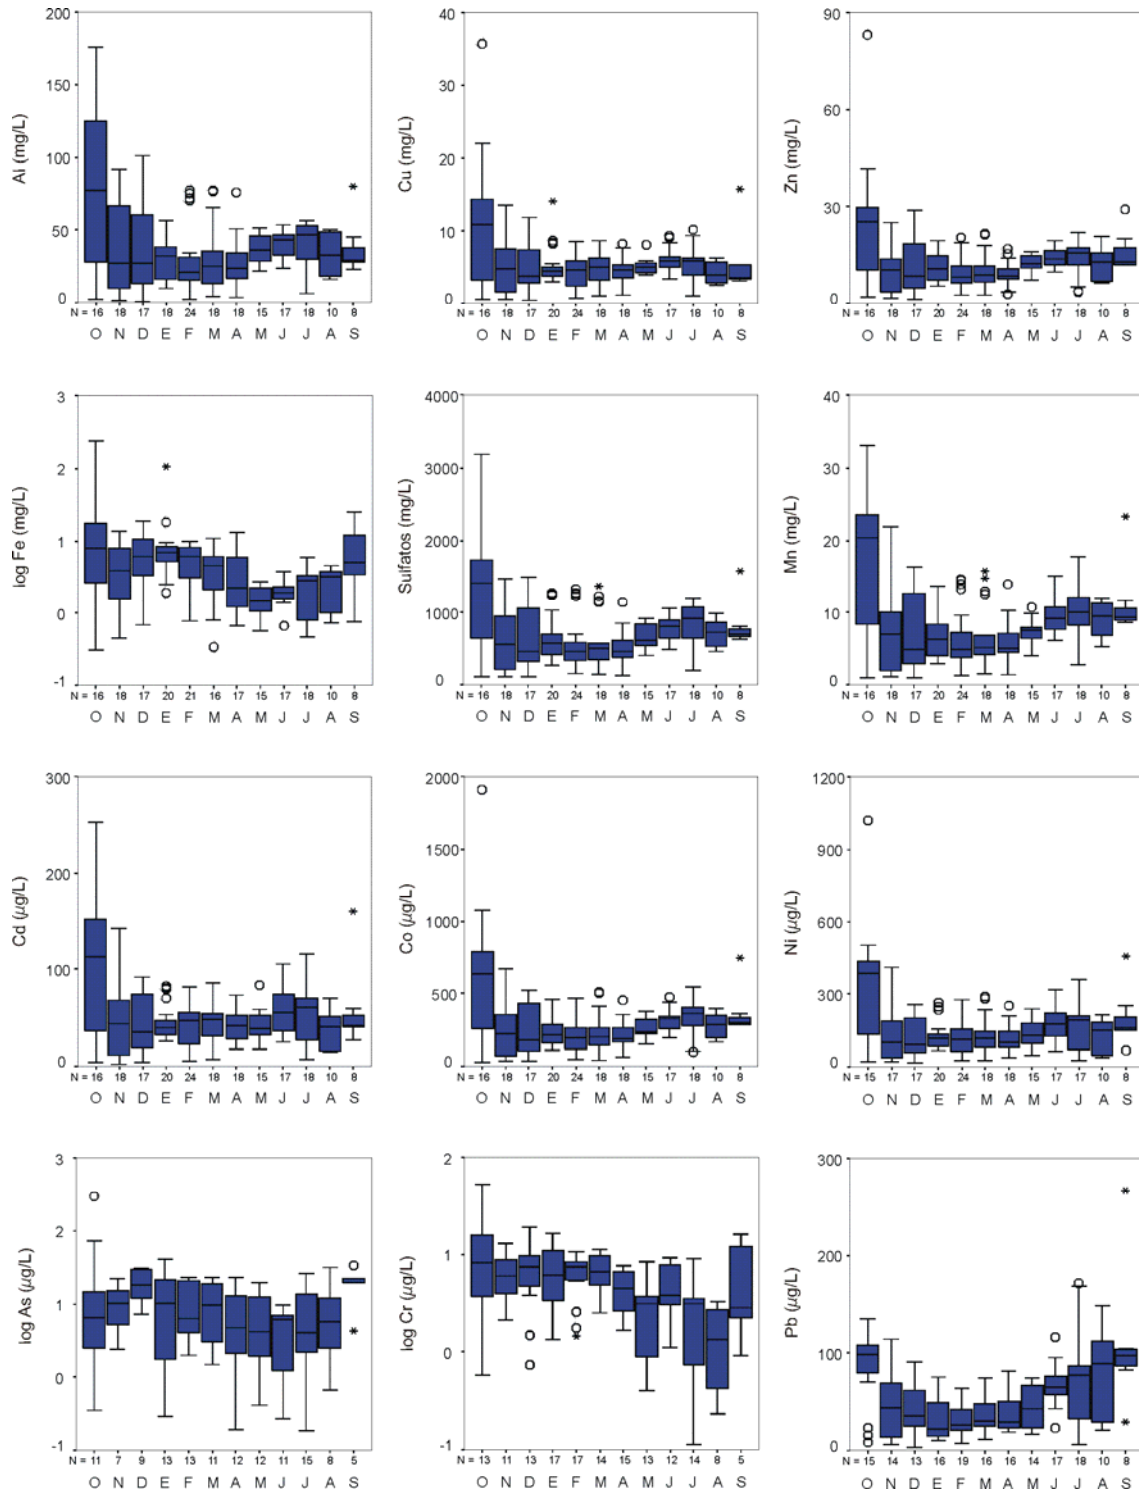 200 40 90
150 30
Al (mg/L) Cu (mg/L) Zn (mg/L)
60
100 20
30
50 10
0 0 0
N = 16 18 17 18 24 18 18 15 17 18 10 8 N = 16 18 17 20 24 18 18 15 17 18 10 8 N = 16 18 17 20 24 18 18 15 17 18 10 8
O N D E F M A M J J A S O N D E F M A M J J A S O N D E F M A M J J A S
3 4000 40
2 3000 30
log Fe (mg/L) Sulfatos (mg/L) Mn (mg/L)
1 2000 20
0 1000 10
-1 0 0
N = 16 18 17 20 21 16 17 15 17 18 10 8 N = 16 18 17 20 24 18 18 15 17 18 10 8 N = 16 18 17 20 24 18 18 15 17 18 10 8
O N D E F M A M J J A S O N D E F M A M J J A S O N D E F M A M J J A S
300 2000 1200
1500 900
200
Cd (µg/L) Co (µg/L) Ni (µg/L)
1000 600
100
500 300
0 0 0
N = 16 18 17 20 24 18 18 15 17 18 10 8 N = 16 18 17 20 24 18 18 15 17 18 10 8 N = 15 17 17 20 24 18 18 15 17 17 10 8
O N D E F M A M J J A S O N D E F M A M J J A S O N D E F M A M J J A S
3 2 300
2
1 200
log As (µg/L) log Cr (µg/L) Pb (µg/L)
1
0 100
0
-1 -1 0
N = 11 7 9 13 13 11 12 12 11 15 8 5 N = 13 11 13 17 13 14 15 13 12 14 8 5 N = 15 14 13 16 19 16 16 14 17 18 10 8
O N D E F M A M J J A S O N D E F M A M J J A S O N D E F M A M J J A S